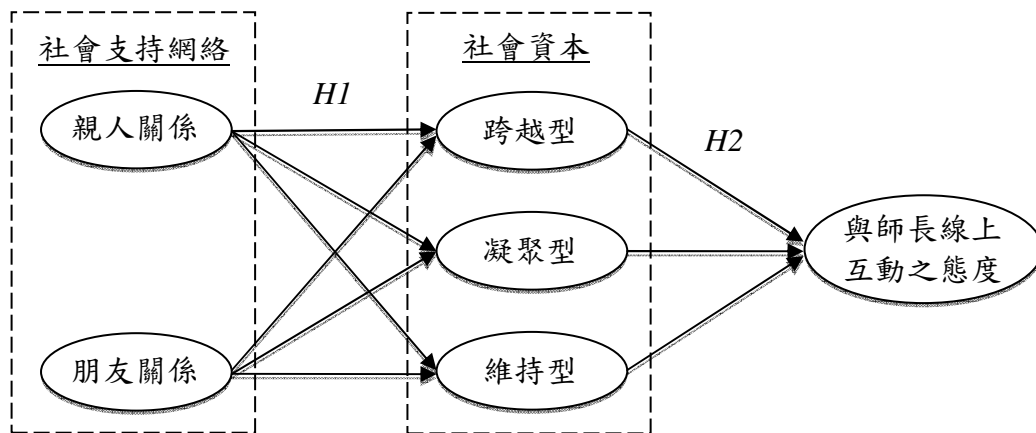 社會支持網絡
社會資本
H1
親人關係
跨越型
H2
凝聚型
與師長線上
互動之態度
朋友關係
維持型